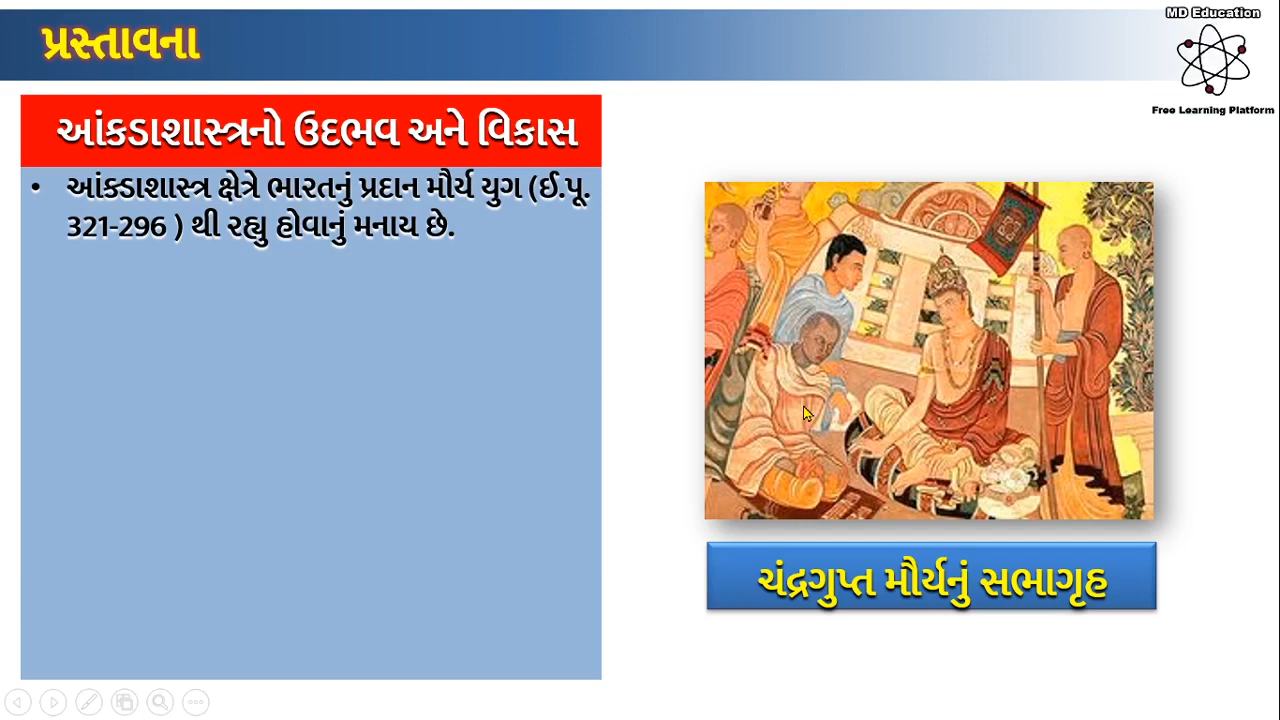 પ્રસ્તાવના
MD Education
Free Learning Platform
આંકડાશાસ્ત્રનો ઉદભવ અને વિકાસ
• આંકડાશાસ્ત્ર ક્ષેત્રે ભારતનું પ્રદાન મૌર્ય યુગ (ઈ.પૂ.
321-296 ) થી રહ્યુ હોવાનું મનાય છે.
ચંદ્રગુપ્ત મૌર્યનું સભાગૃહ